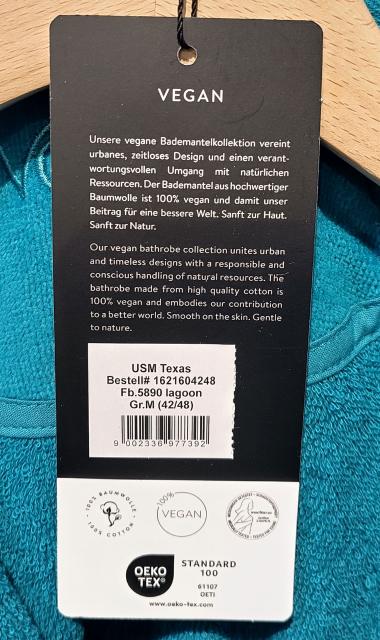 VEGAN
Unsere vegane Bademantelkollektion vereint
urbanes, zeitloses Design und einen verant-
wortungsvollen Umgang mit natürlichen
Ressourcen. Der Bademantel aus hochwertiger
Baumwolle ist 100% vegan und damit unser
Beitrag für eine bessere Welt. Sanft zur Haut.
Sanft zur Natur.
Our vegan bathrobe collection unites urban
and timeless designs with a responsible and
conscious handling of natural resources. The
bathrobe made from high quality cotton is
100% vegan and embodies our contribution
to a better world. Smooth on the skin. Gentle
to nature.
USM Texas
Bestell# 1621604248
Fb.5890 lagoon
Gr.M (42/48)
9 002336 977392
100% BAUMWOLLE
100% COTTON
100%
VEGAN
OEKO
TEX®
STANDARD
100
61107
OETI
www.oeko-tex.com